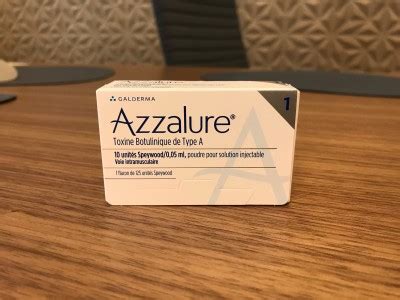 GALDERMA
1
Azzalure®
Toxine Botulinique de Type A
10 unités Speywood/0,05 ml, poudre pour solution injectable
Voie intramusculaire
1 flacon de 125 unités Speywood